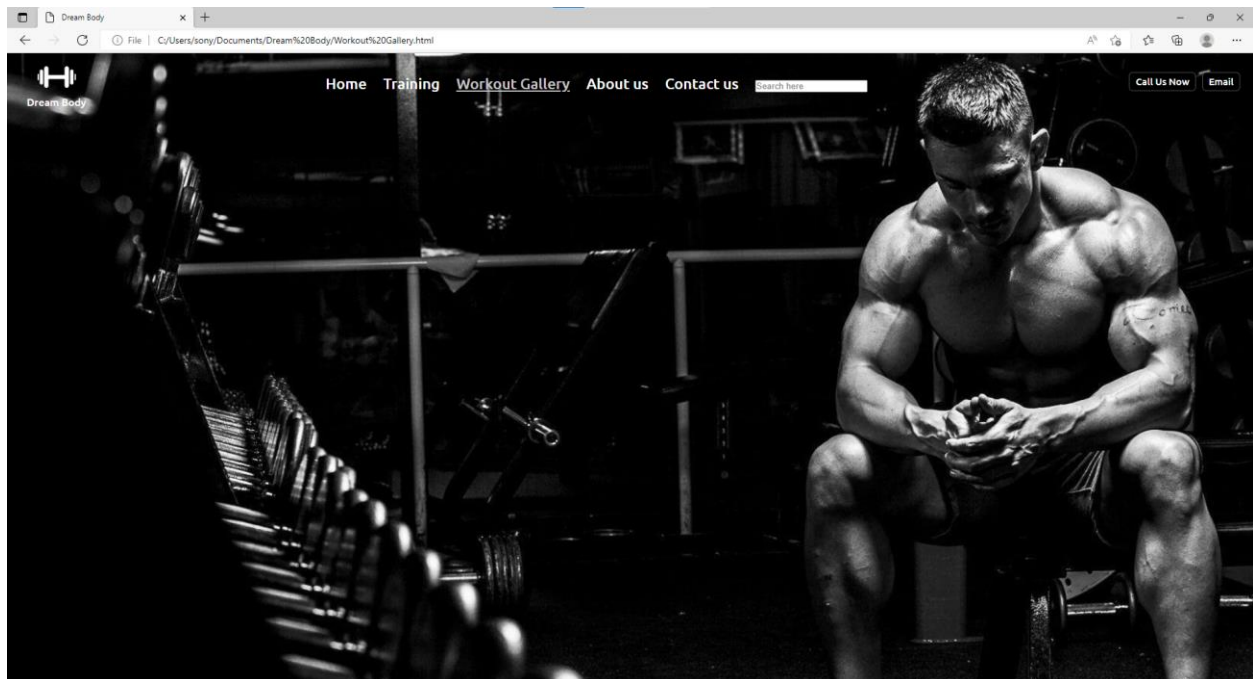 Dream Body
File | C:/Users/sony/Documents/Dream%20Body/Workout%20Gallery.html
Dream Body
Home Training Workout Gallery About us Contact us Search here
Call Us Now Email